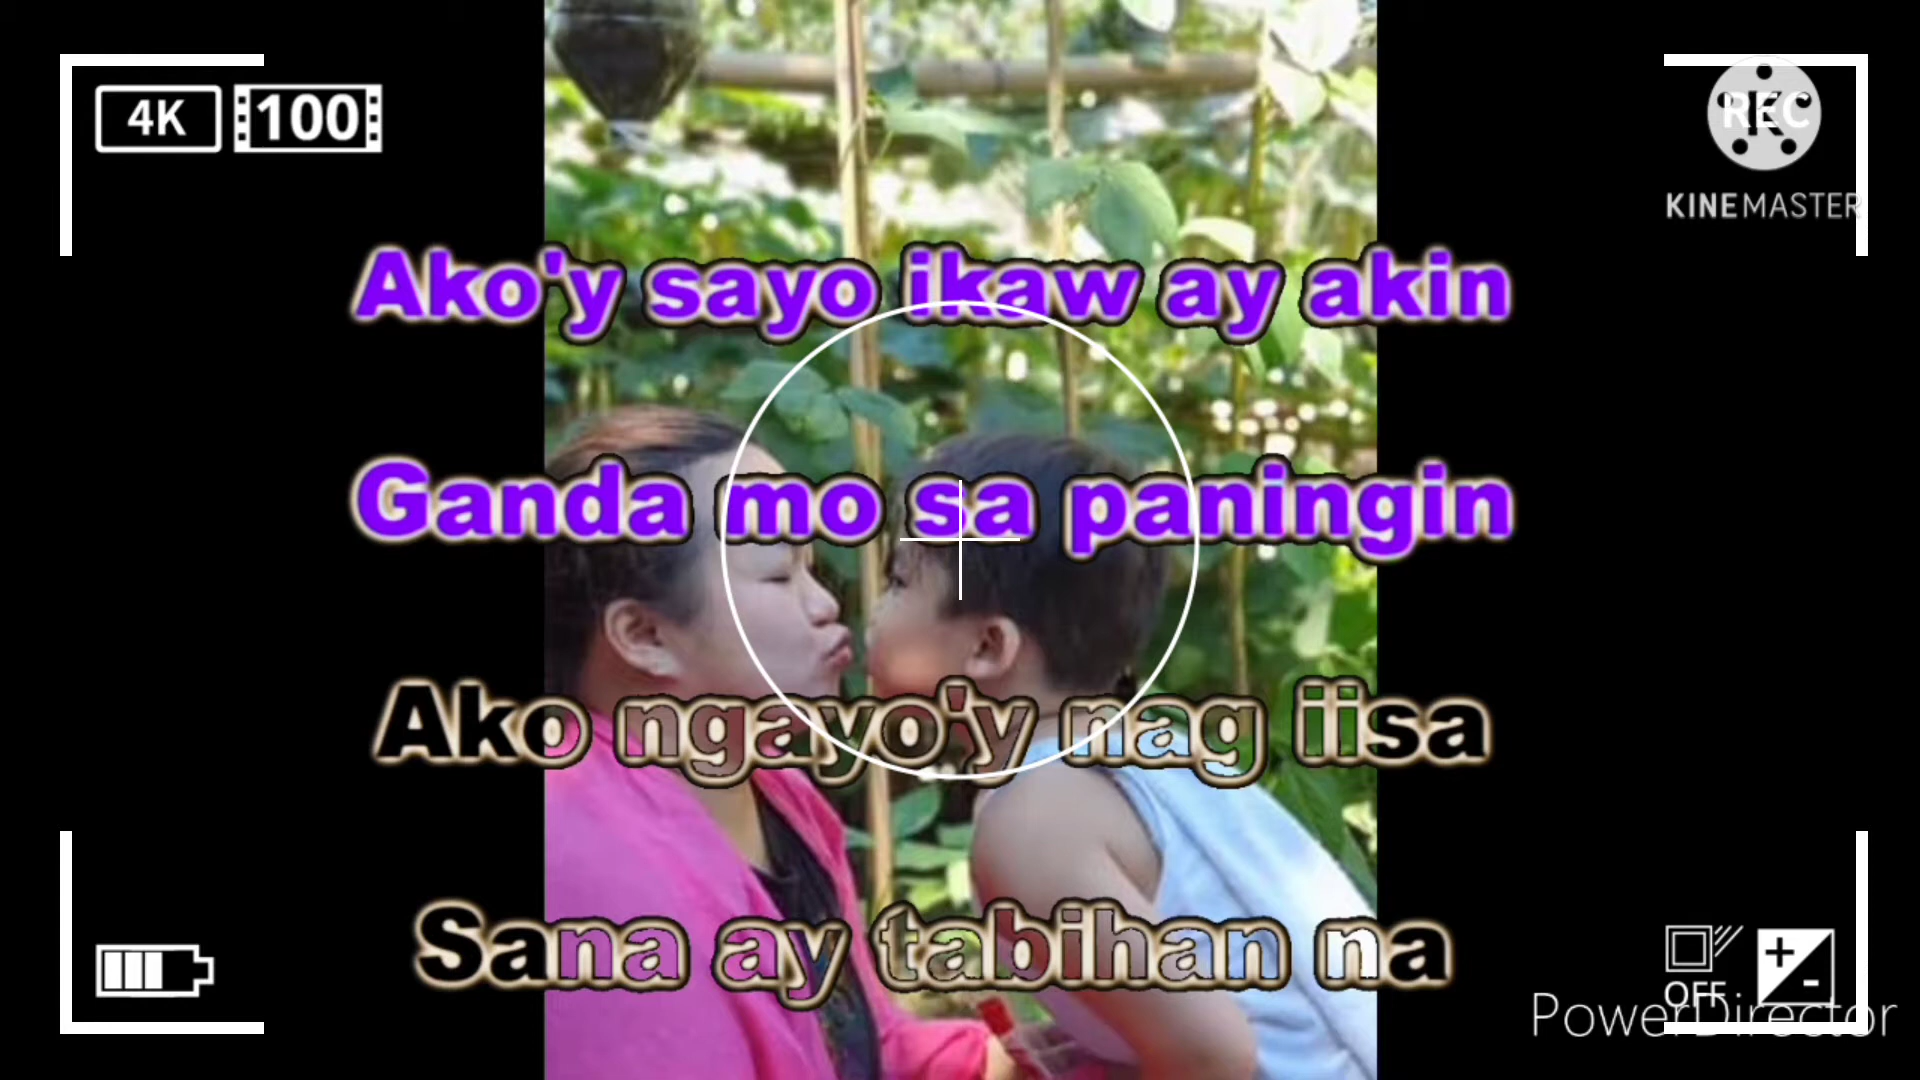 4K 100
REC
KINEMASTER
Ako'y sayo ikaw ay akin
Ganda mo sa paningin
Ako ngayo'y nag iisa
Sana ay tabihan na
OFF
PowerDirector